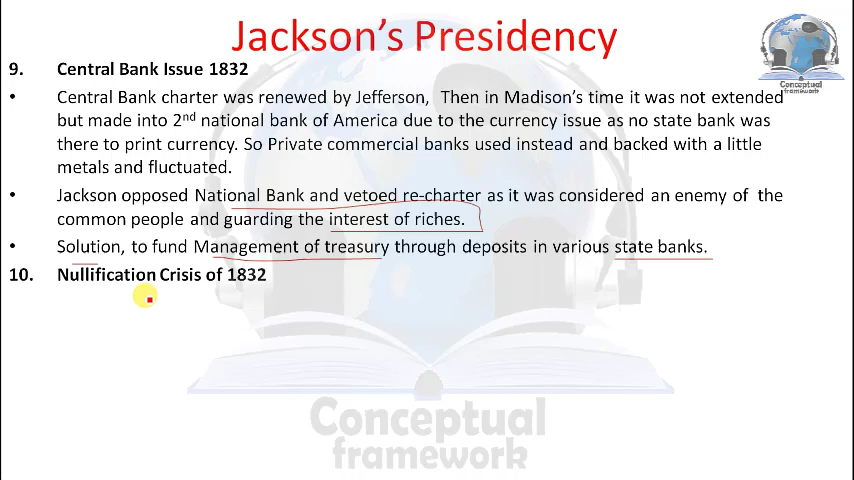 Jackson's Presidency
9. Central Bank Issue 1832
• Central Bank charter was renewed by Jefferson, Then in Madison's time it was not extended
but made into 2nd national bank of America due to the currency issue as no state bank was
there to print currency. So Private commercial banks used instead and backed with a little
metals and fluctuated.
• Jackson opposed National Bank and vetoed re-charter as it was considered an enemy of the
common people and guarding the interest of riches.
• Solution, to fund Management of treasury through deposits in various state banks.
10. Nullification Crisis of 1832
Conceptual
framework
Conceptual
framework